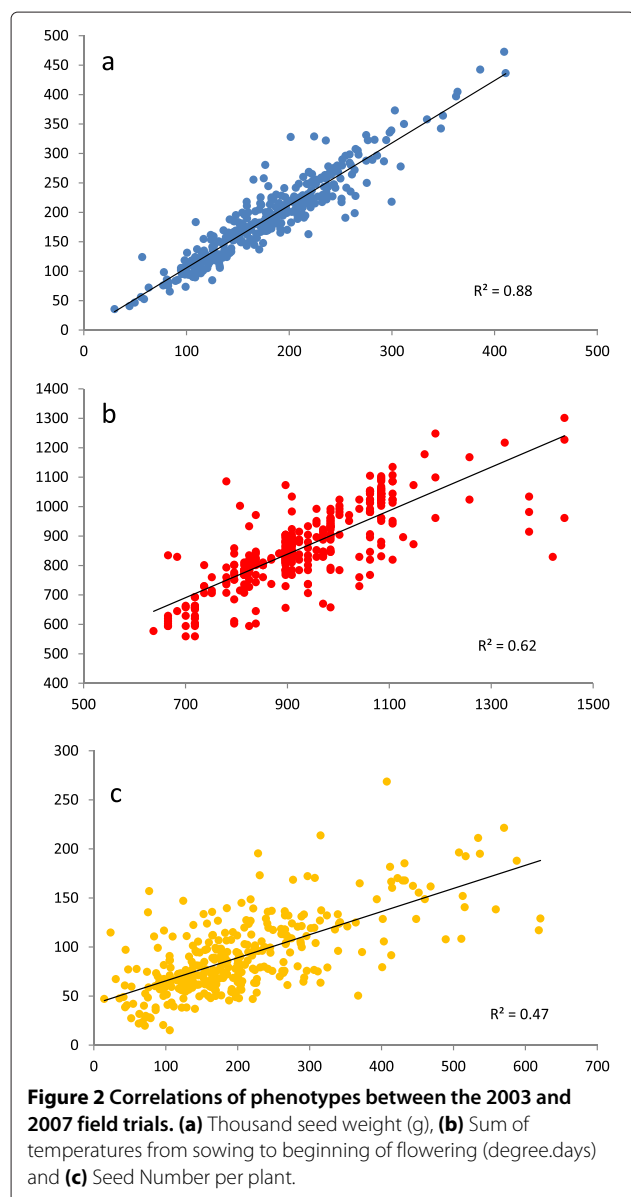 500
450
400
350
300
250
200
150
100
50
0
a
R² = 0.88
0 100 200 300 400 500
1400
1300
1200
1100
1000
900
800
700
600
500
400
b
R² = 0.62
500 700 900 1100 1300 1500
300
250
200
150
100
50
0
c
R² = 0.47
0 100 200 300 400 500 600 700
Figure 2 Correlations of phenotypes between the 2003 and
2007 field trials. (a) Thousand seed weight (g), (b) Sum of
temperatures from sowing to beginning of flowering (degree.days)
and (c) Seed Number per plant.